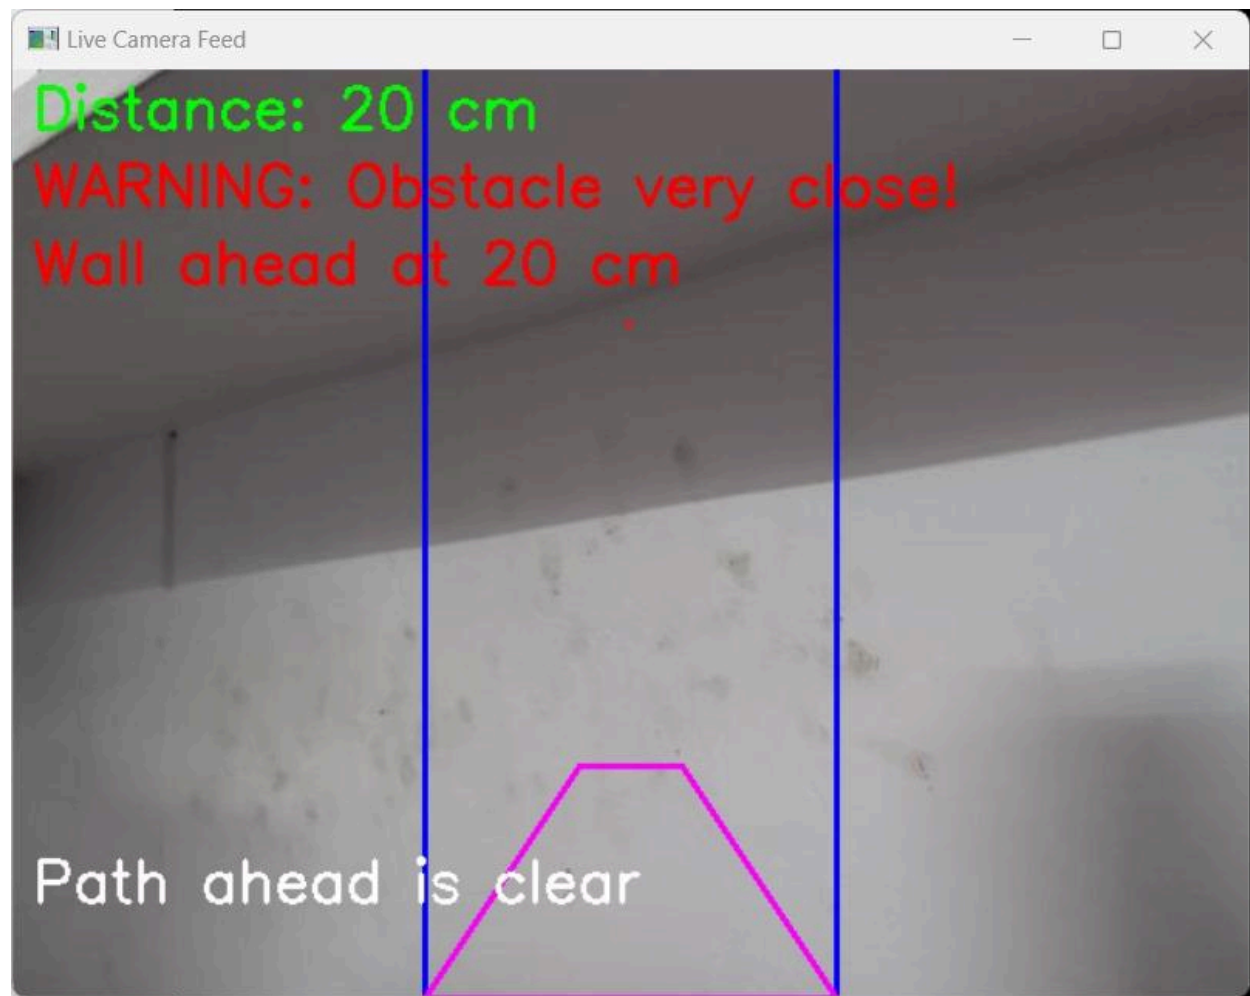 Live Camera Feed
Distance: 20 cm
WARNING: Obstacle very close!
Wall ahead at 20 cm
Path ahead is clear